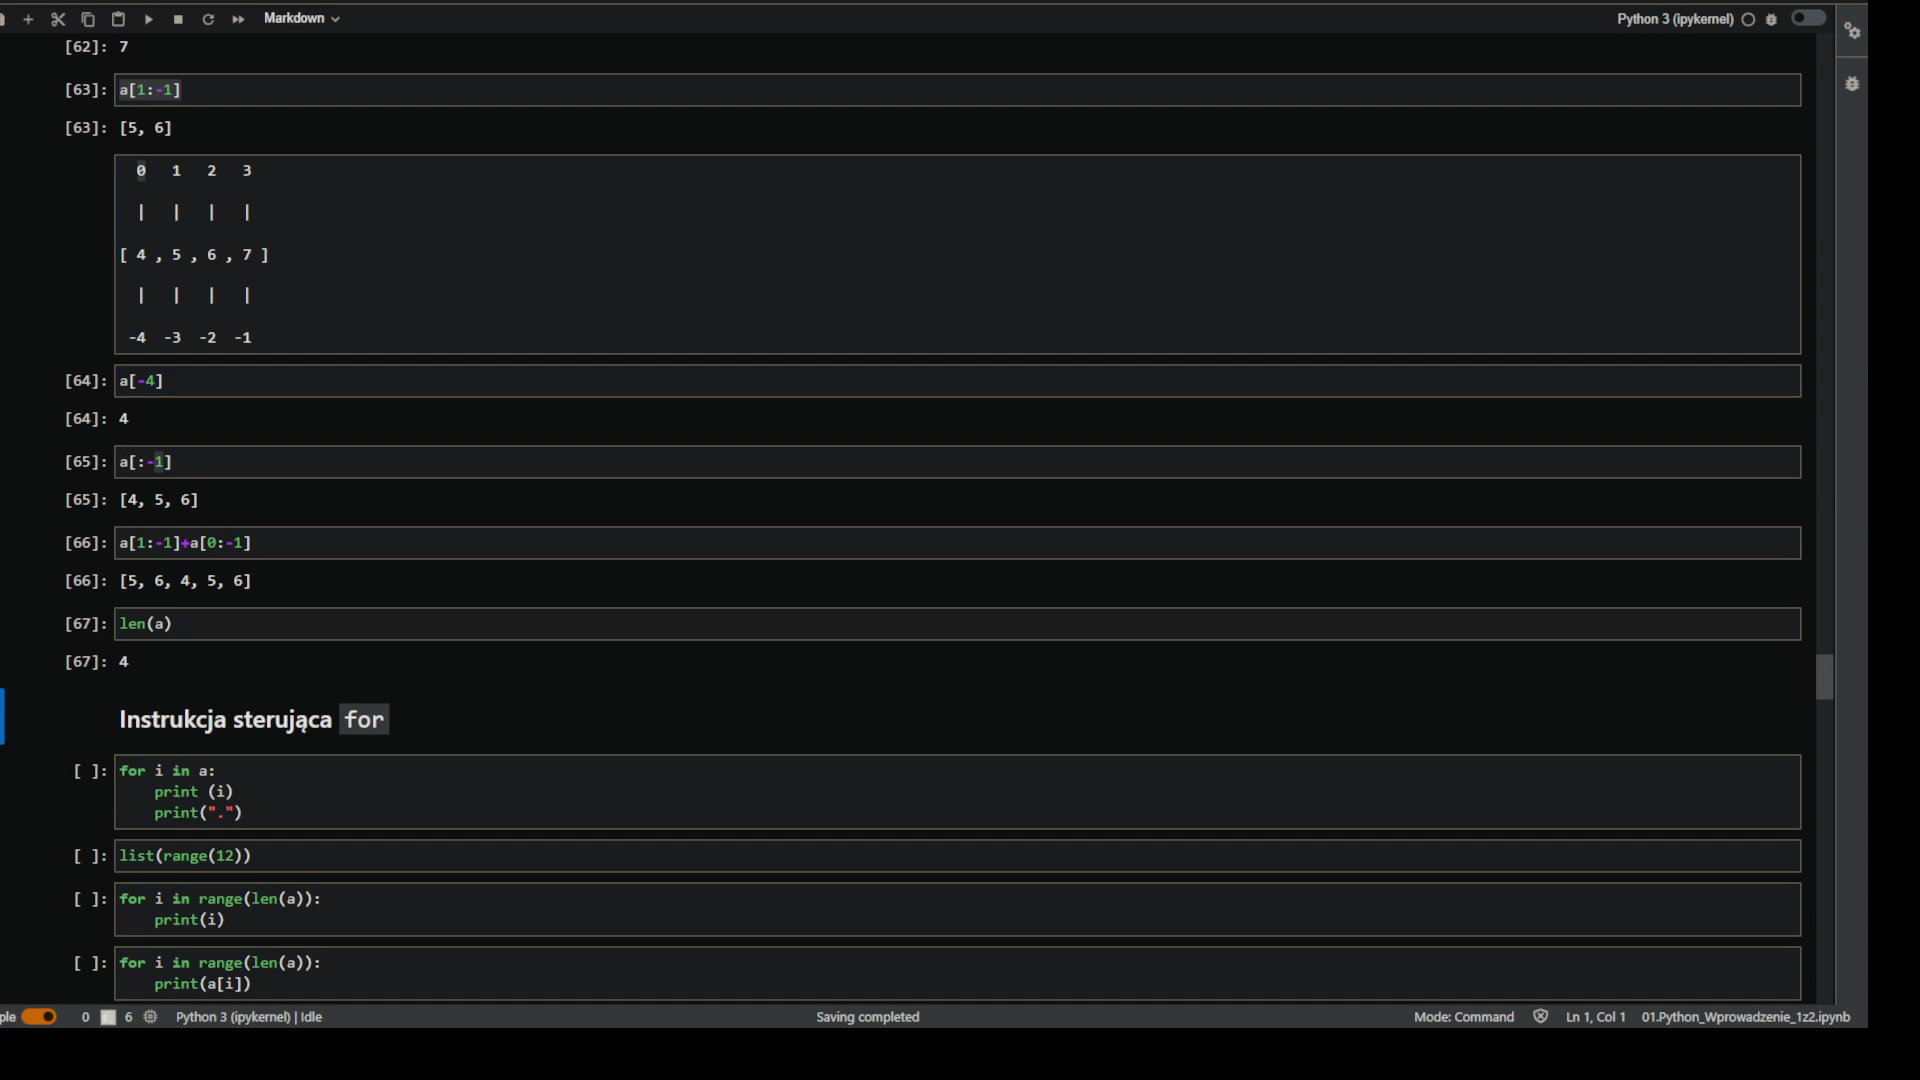 Markdown
Python 3 (ipykernel)
[62]: 7
[63]: a[1:-1]
[63]: [5, 6]
0 1 2 3
| | | |
[ 4 , 5 , 6 , 7 ]
| | | |
-4 -3 -2 -1
[64]: a[-4]
[64]: 4
[65]: a[:-1]
[65]: [4, 5, 6]
[66]: a[1:-1]+a[0:-1]
[66]: [5, 6, 4, 5, 6]
[67]: len(a)
[67]: 4
Instrukcja sterująca for
[ ]: for i in a:
print (i)
print(".")
[ ]: list(range(12))
[ ]: for i in range(len(a)):
print(i)
[ ]: for i in range(len(a)):
print(a[i])
ple 0 6 Python 3 (ipykernel) | Idle Saving completed Mode: Command Ln 1, Col 1 01.Python_Wprowadzenie_1z2.ipynb